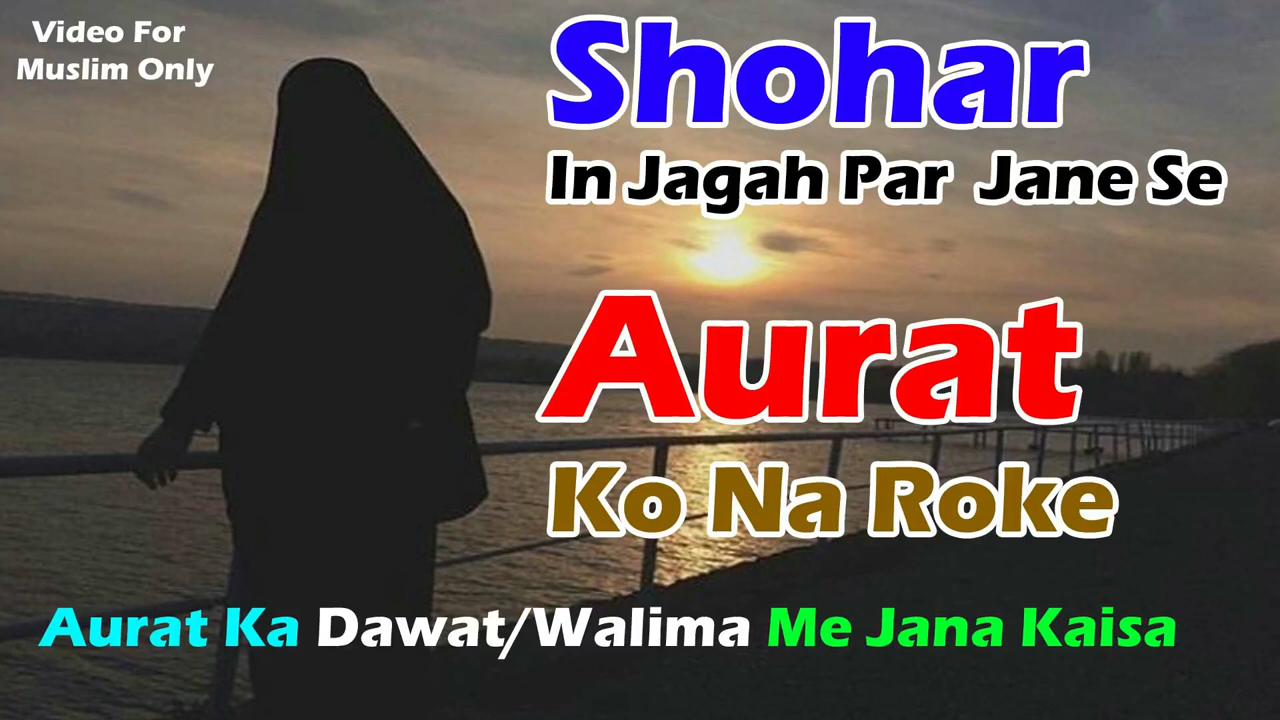 Video For
Muslim Only
Shohar
In Jagah Par Jane Se
Aurat
Ko Na Roke
Aurat Ka Dawat/Walima Me Jana Kaisa